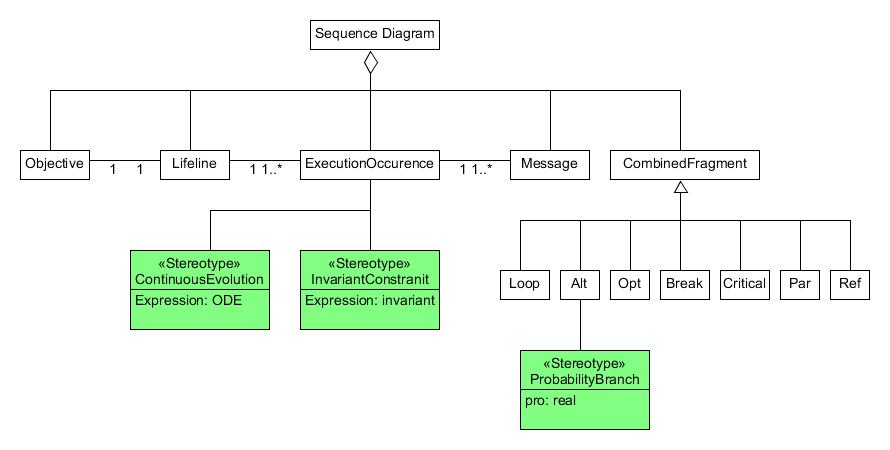 Sequence Diagram
Objective
1 1
Lifeline
1 1..*
ExecutionOccurence
1 1..*
Message
CombinedFragment
«Stereotype»
ContinuousEvolution
Expression: ODE
«Stereotype»
InvariantConstranit
Expression: invariant
Loop
Alt
Opt
Break
Critical
Par
Ref
«Stereotype»
ProbabilityBranch
pro: real